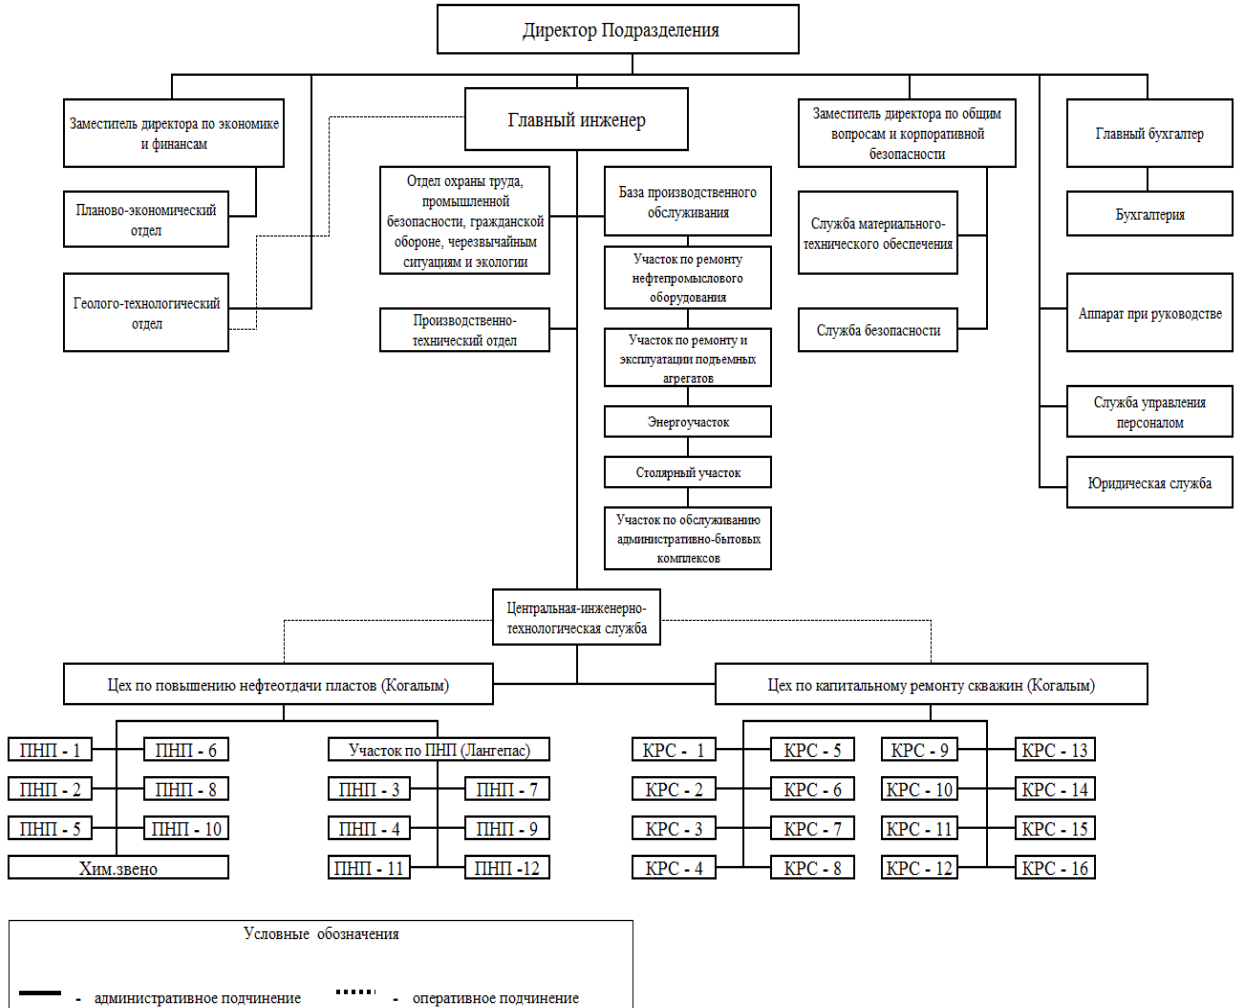 Директор Подразделения
Заместитель директора по экономике
и финансам
Главный инженер
Заместитель директора по общим
вопросам и корпоративной
безопасности
Главный бухгалтер
Планово-экономический
отдел
Отдел охраны труда,
промышленной
безопасности, гражданской
обороне, черезвычайным
ситуациям и экологии
База производственного
обслуживания
Служба материального-
технического обеспечения
Бухгалтерия
Геолого-технологический
отдел
Участок по ремонту
нефтепромыслового
оборудования
Производственно-
технический отдел
Служба безопасности
Аппарат при руководстве
Участок по ремонту и
эксплуатации подъемных
агрегатов
Энергоучасток
Служба управления
персоналом
Столярный участок
Юридическая служба
Участок по обслуживанию
административно-бытовых
комплексов
Центральная-инженерно-
технологическая служба
Цех по повышению нефтеотдачи пластов (Когалым)
Цех по капитальному ремонту скважин (Когалым)
ПНП - 1
ПНП - 6
Участок по ПНП (Лангепас)
КРС - 1
КРС - 5
КРС - 9
КРС - 13
ПНП - 2
ПНП - 8
ПНП - 3
ПНП - 7
КРС - 2
КРС - 6
КРС - 10
КРС - 14
ПНП - 5
ПНП - 10
ПНП - 4
ПНП - 9
КРС - 3
КРС - 7
КРС - 11
КРС - 15
Хим.звено
ПНП - 11
ПНП -12
КРС - 4
КРС - 8
КРС - 12
КРС - 16
Условные обозначения
- административное подчинение
- оперативное подчинение